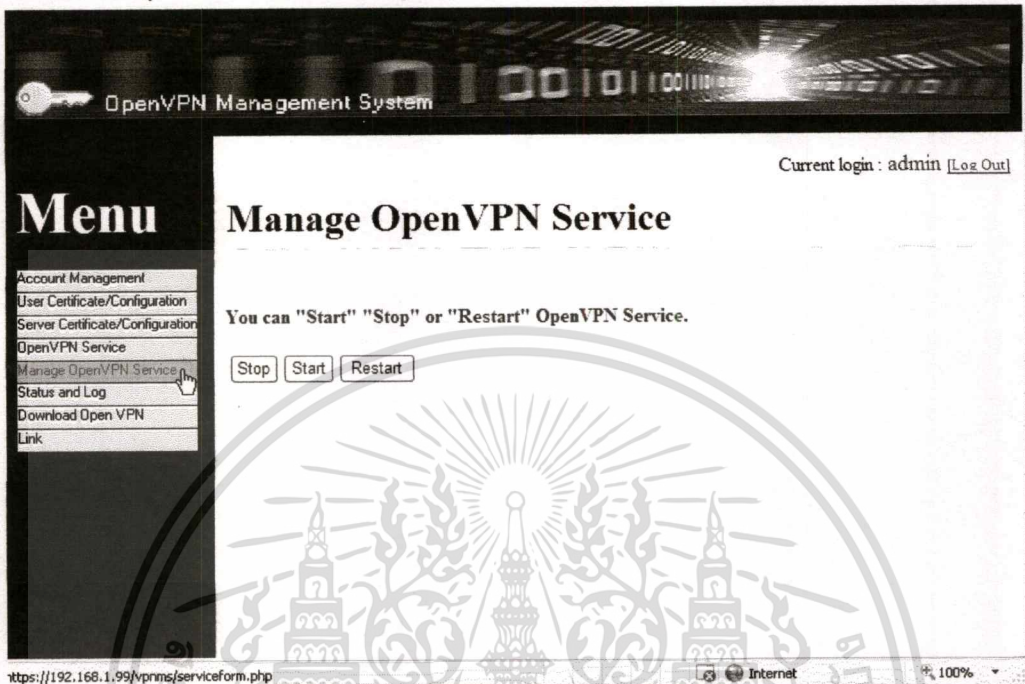 OpenVPN Management System
Current login : admin [Log Out]
Menu
Manage OpenVPN Service
Account Management
User Certificate/Configuration
Server Certificate/Configuration
OpenVPN Service
Manage OpenVPN Service
Status and Log
Download Open VPN
Link
You can "Start" "Stop" or "Restart" OpenVPN Service.
Stop Start Restart
https://192.168.1.99/vpnms/serviceform.php Internet 100%